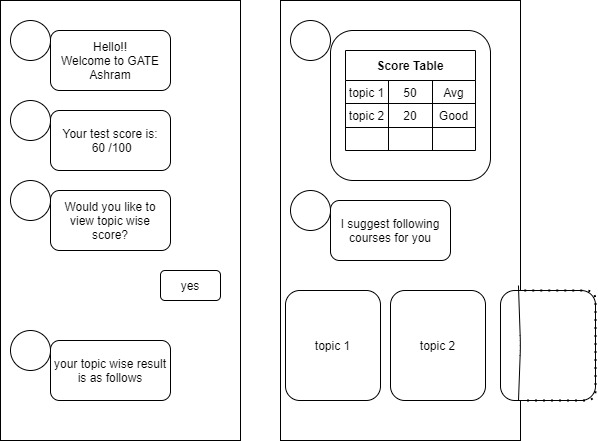 Hello!!
Welcome to GATE
Ashram
Your test score is:
60 /100
Would you like to
view topic wise
score?
yes
your topic wise result
is as follows
Score Table
topic 1 50 Avg
topic 2 20 Good
I suggest following
courses for you
topic 1
topic 2